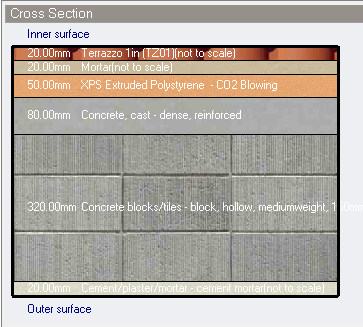 Cross Section
Inner surface
20.00mm Terrazzo 1in (TZ01)(not to scale)
20.00mm Mortar(not to scale)
50.00mm XPS Extruded Polystyrene - CO2 Blowing
80.00mm Concrete, cast - dense, reinforced
320.00mm Concrete blocks/tiles - block, hollow, mediumweight,
20.00mm Cement/plaster/mortar - cement mortar(not to scale)
Outer surface